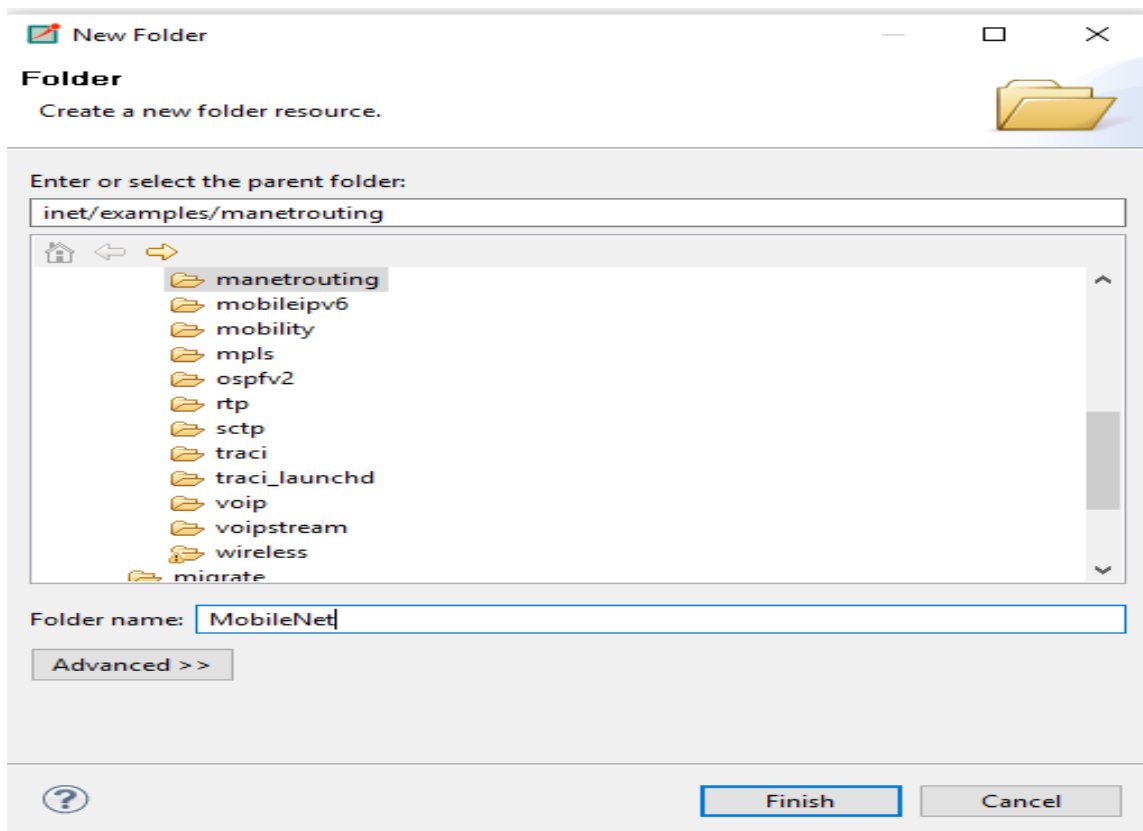 New Folder
Folder
Create a new folder resource.
Enter or select the parent folder:
inet/examples/manetrouting
manetrouting
mobileipv6
mobility
mpls
ospfv2
rtp
sctp
traci
traci_launchd
voip
voipstream
wireless
migrate
Folder name: MobileNet
Advanced >>
Finish Cancel